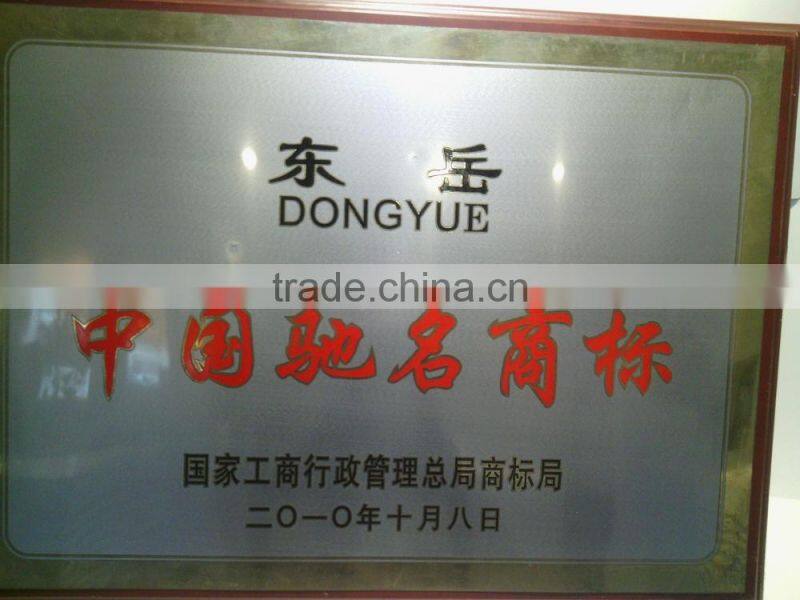 东岳
DONGYUE
trade.china.cn
中国驰名商标
国家工商行政管理总局商标局
二〇一〇年十月八日